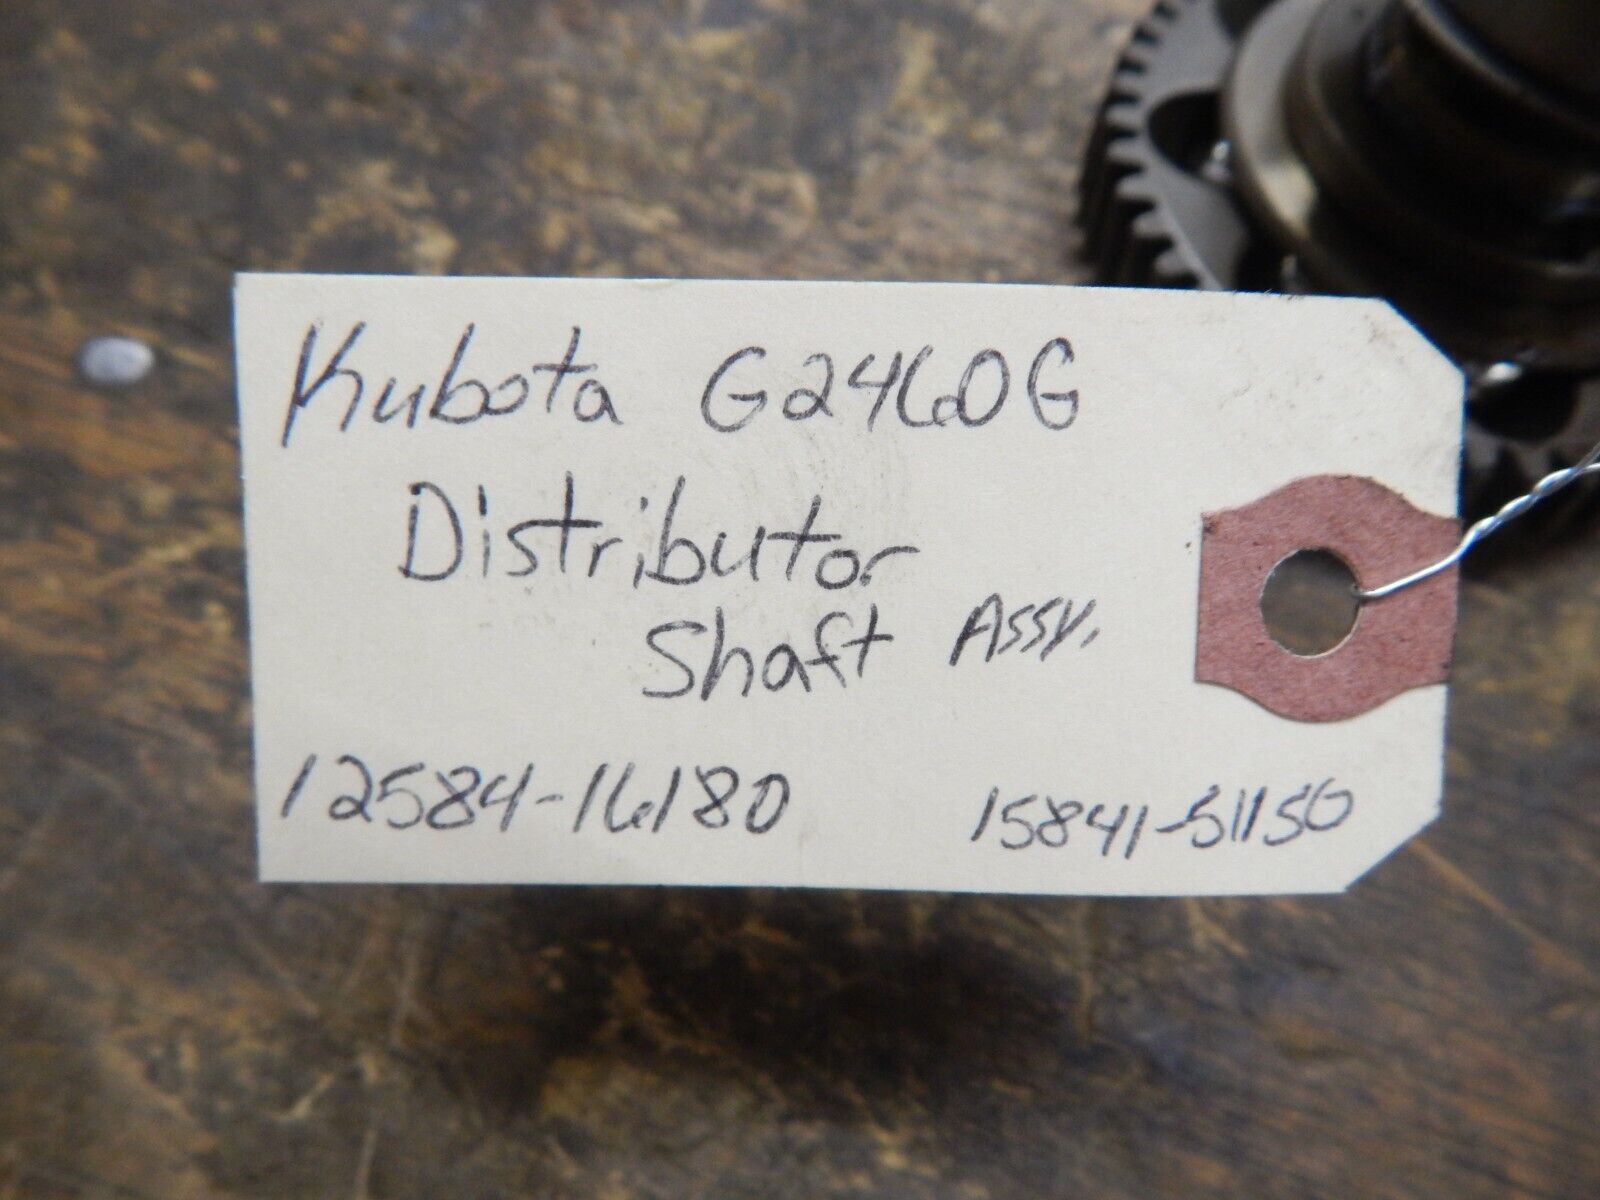 Kubota G2460G
Distributor
Shaft Assy.
12584-16180 15841-51150